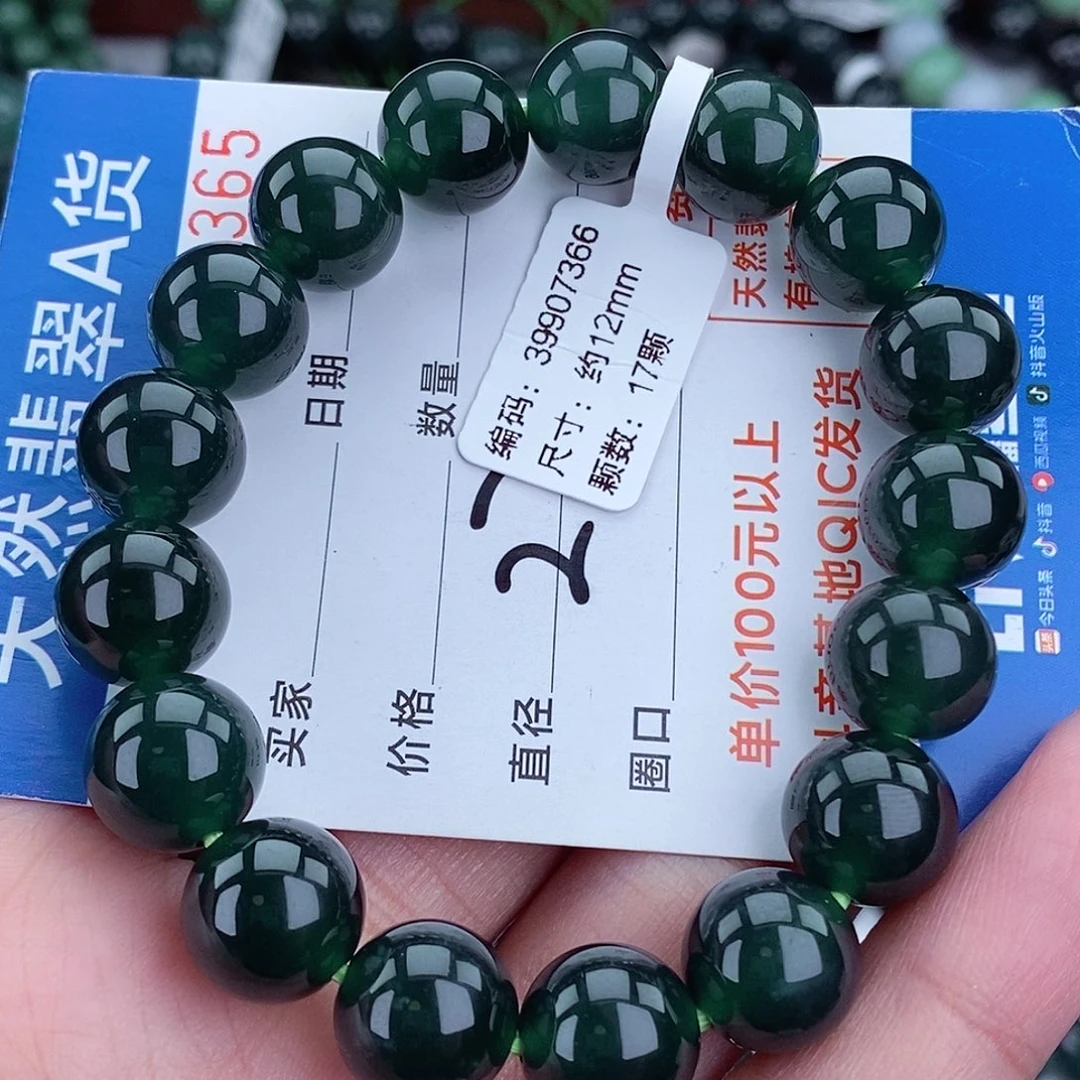 天然翡翠A货
365
编码：39907366
尺寸：约12mm
颗数：17颗
日期
数量
买家
价格
直径
圈口
2
天然翡
单价100元以上
地QIC发货
今日头条
抖音
西瓜视频
抖音火山版
头条